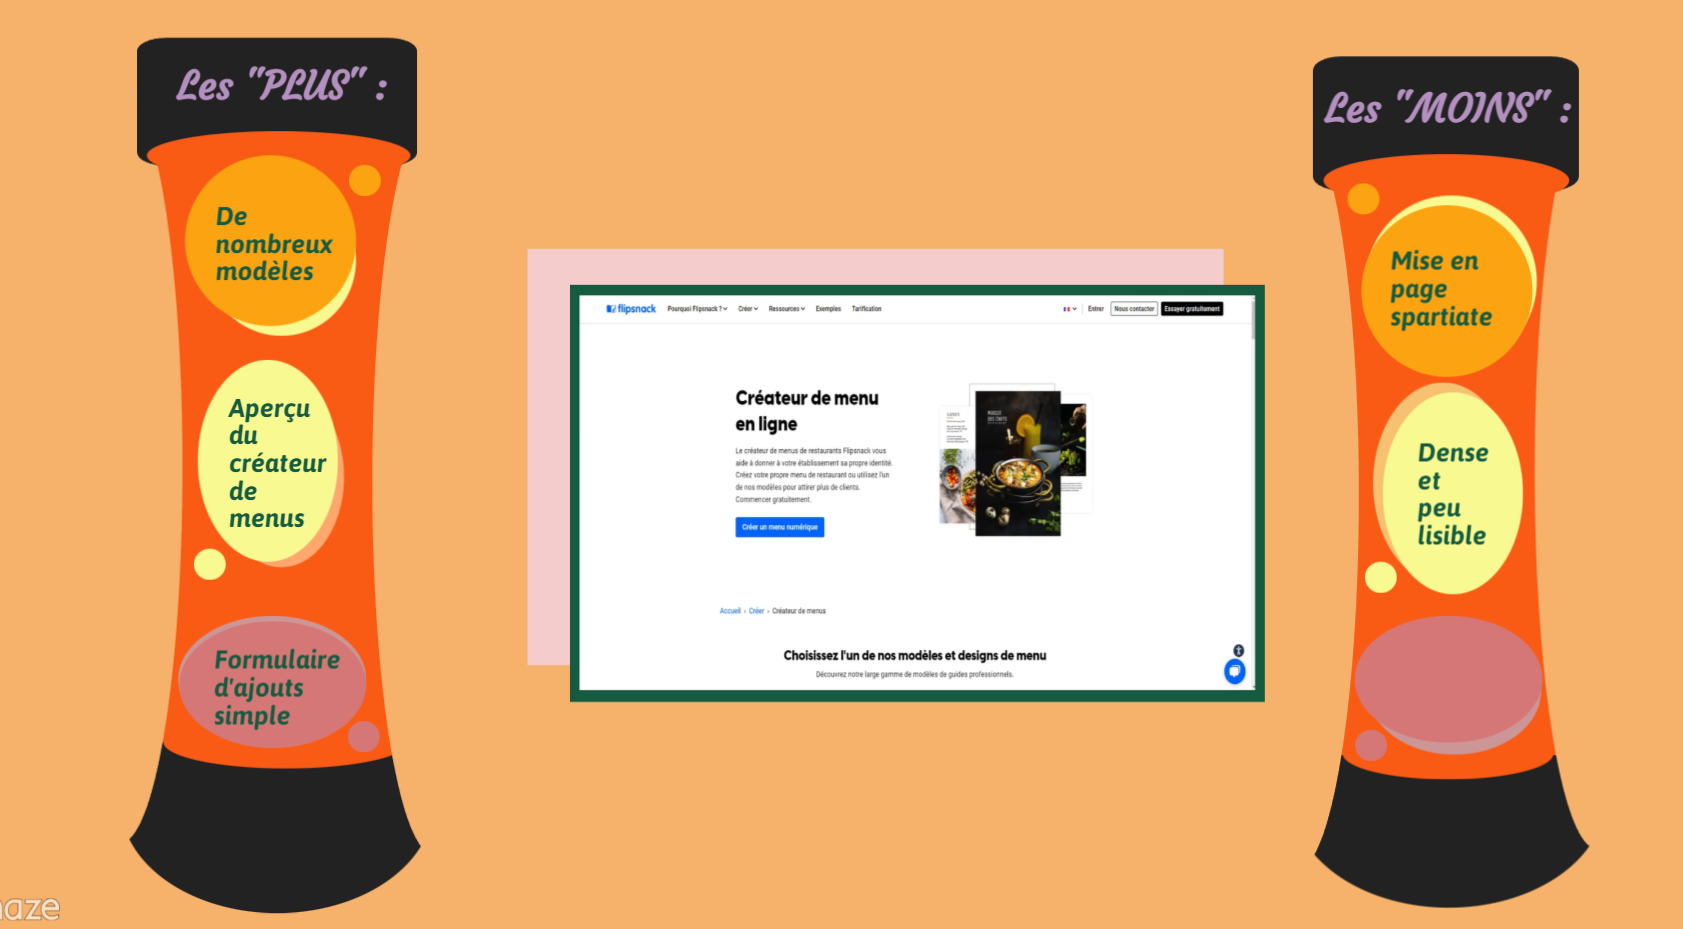 Les "PLUS" :
De
nombreux
modèles
Aperçu
du
créateur
de
menus
Formulaire
d'ajouts
simple
flipsnack
Pourquoi Flipsnack ?
Créer
Ressources
Exemples
Tarification
Entrer
Nous contacter
Essayer gratuitement
Créateur de menu
en ligne
Le créateur de menus de restaurants Flipsnack vous
aide à donner à votre établissement sa propre identité.
Créez votre propre menu de restaurant ou utilisez l'un
de nos modèles pour attirer plus de clients.
Commencer gratuitement.
Créer un menu numérique
Accueil › Créer › Créateur de menus
Choisissez l'un de nos modèles et designs de menu
Découvrez notre large gamme de modèles de guides professionnels.
Les "MOINS" :
Mise en
page
spartiate
Dense
et
peu
lisible